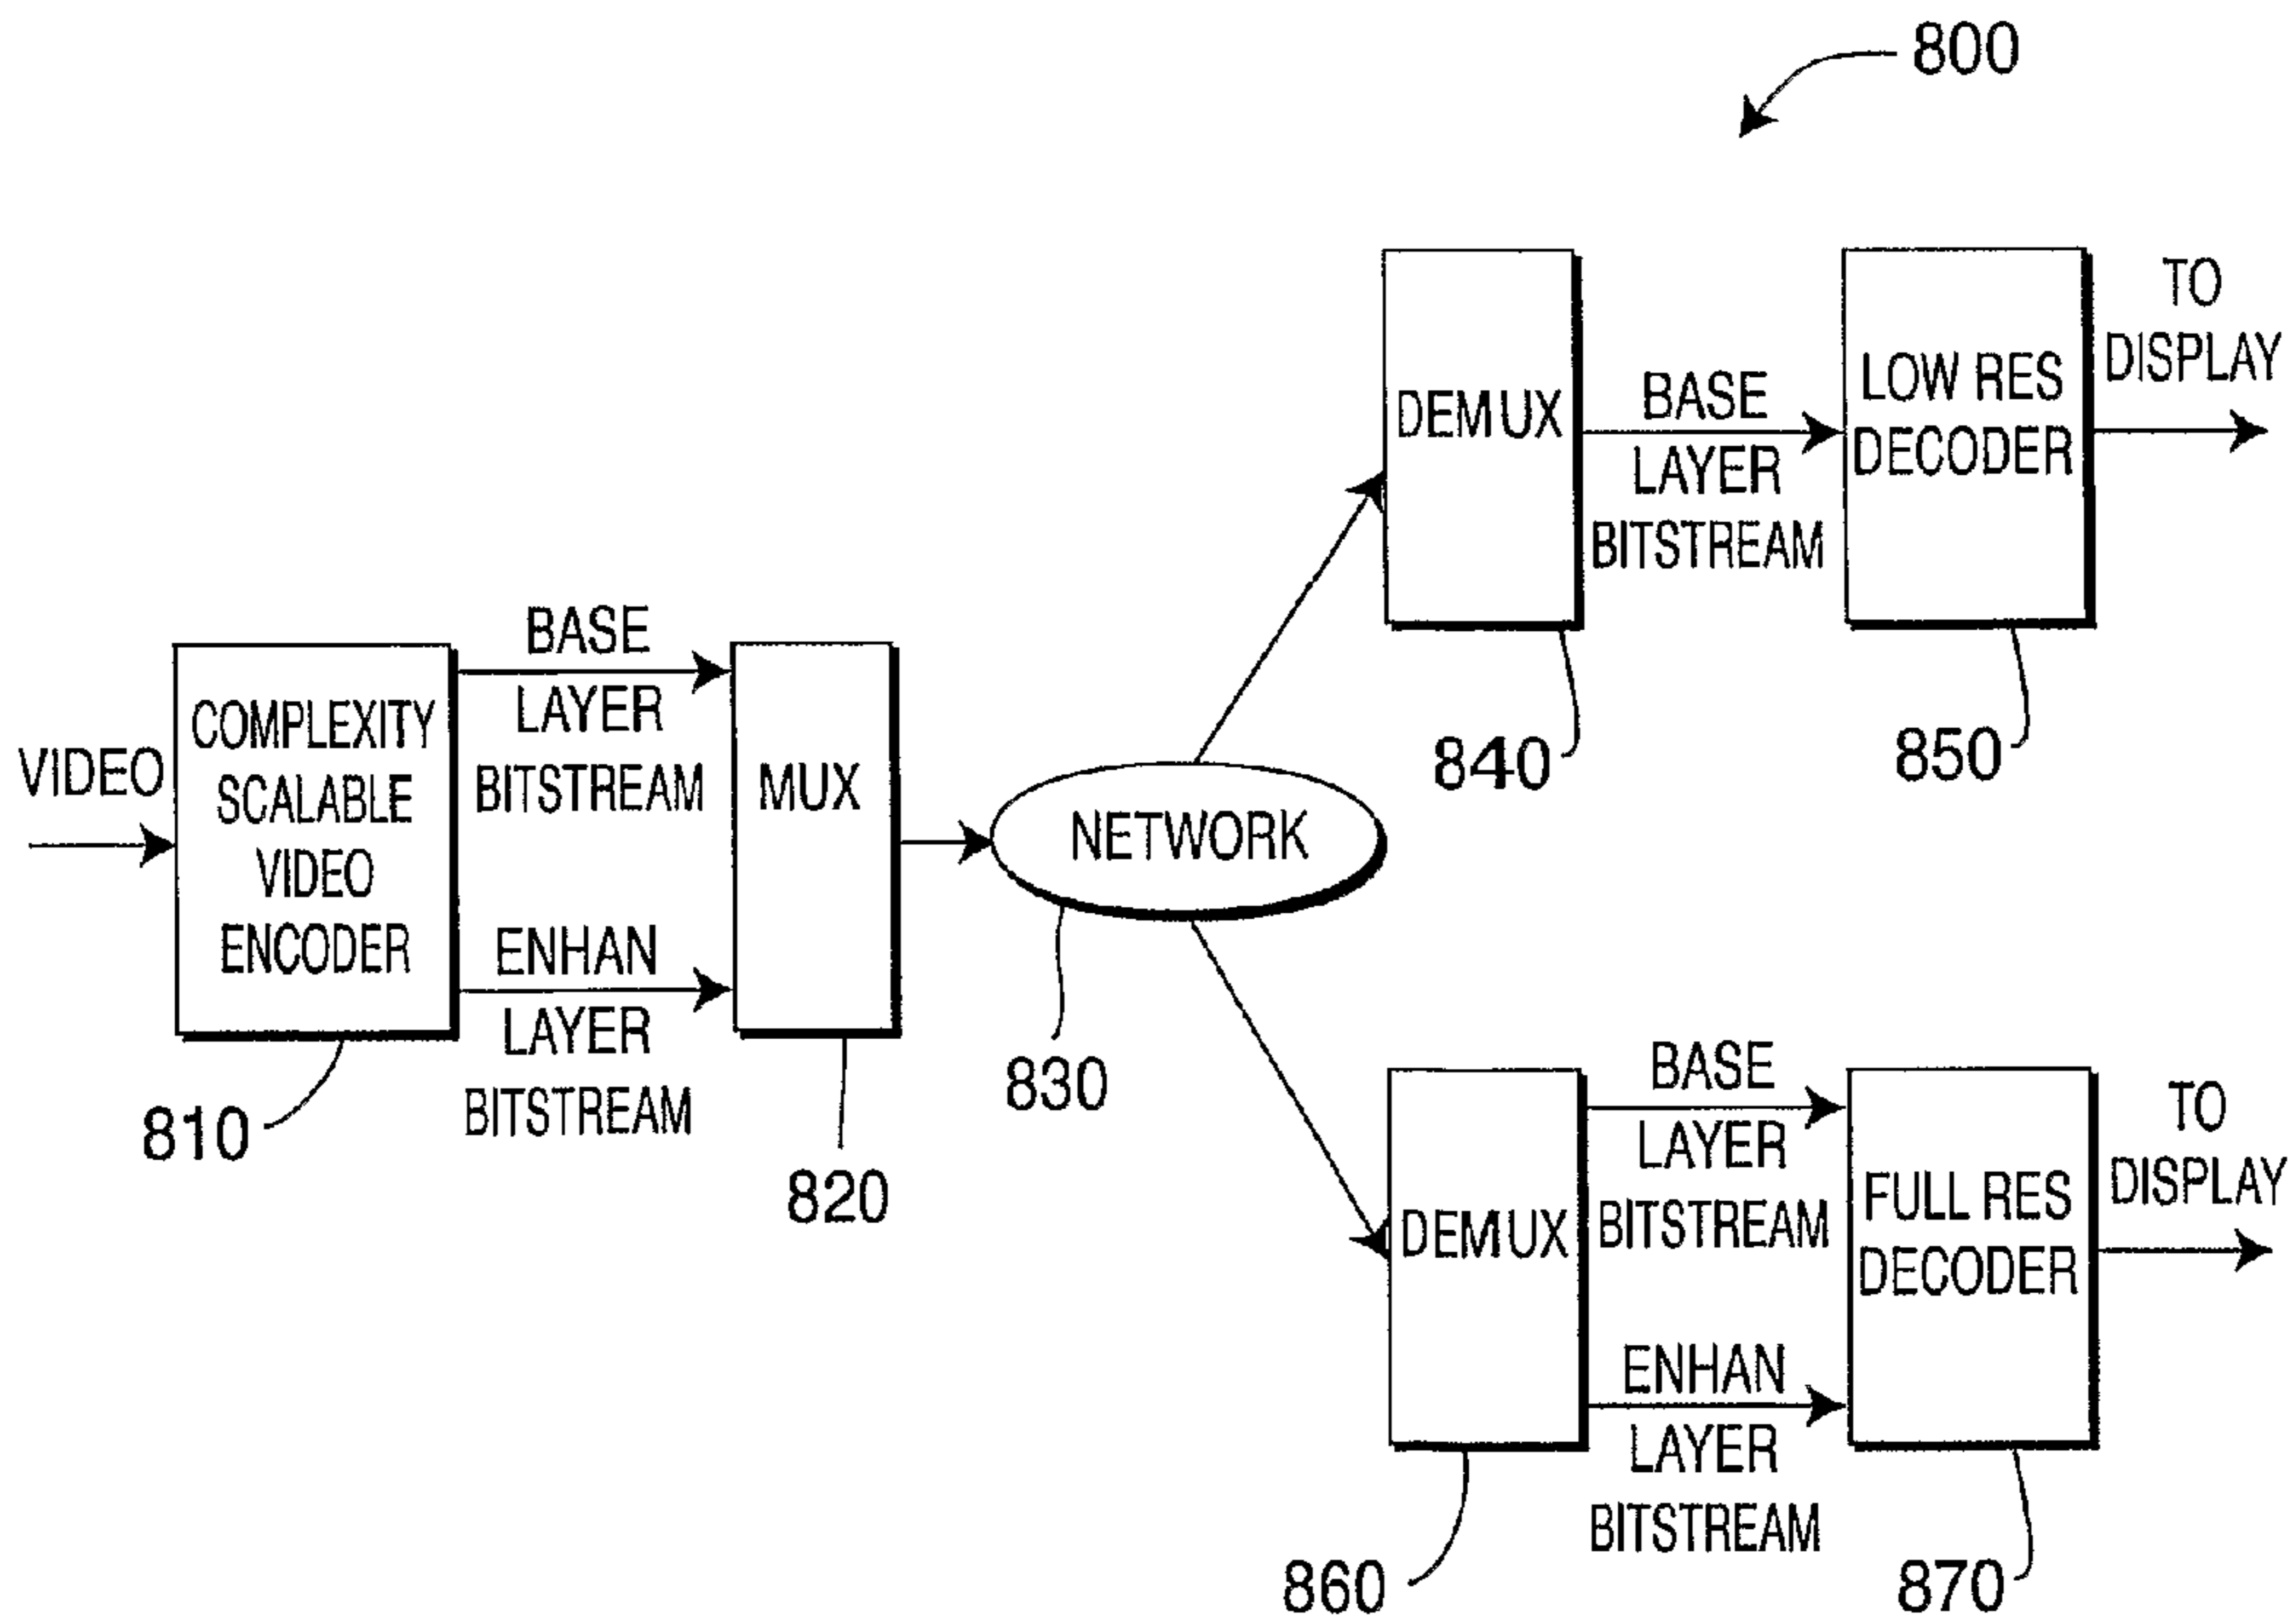 800
VIDEO
COMPLEXITY
SCALABLE
VIDEO
ENCODER
810
BASE
LAYER
BITSTREAM
ENHAN
LAYER
BITSTREAM
MUX
820
NETWORK
830
DEMUX
840
BASE
LAYER
BITSTREAM
LOW RES
DECODER
850
TO
DISPLAY
DEMUX
860
BASE
LAYER
BITSTREAM
ENHAN
LAYER
BITSTREAM
FULL RES
DECODER
870
TO
DISPLAY